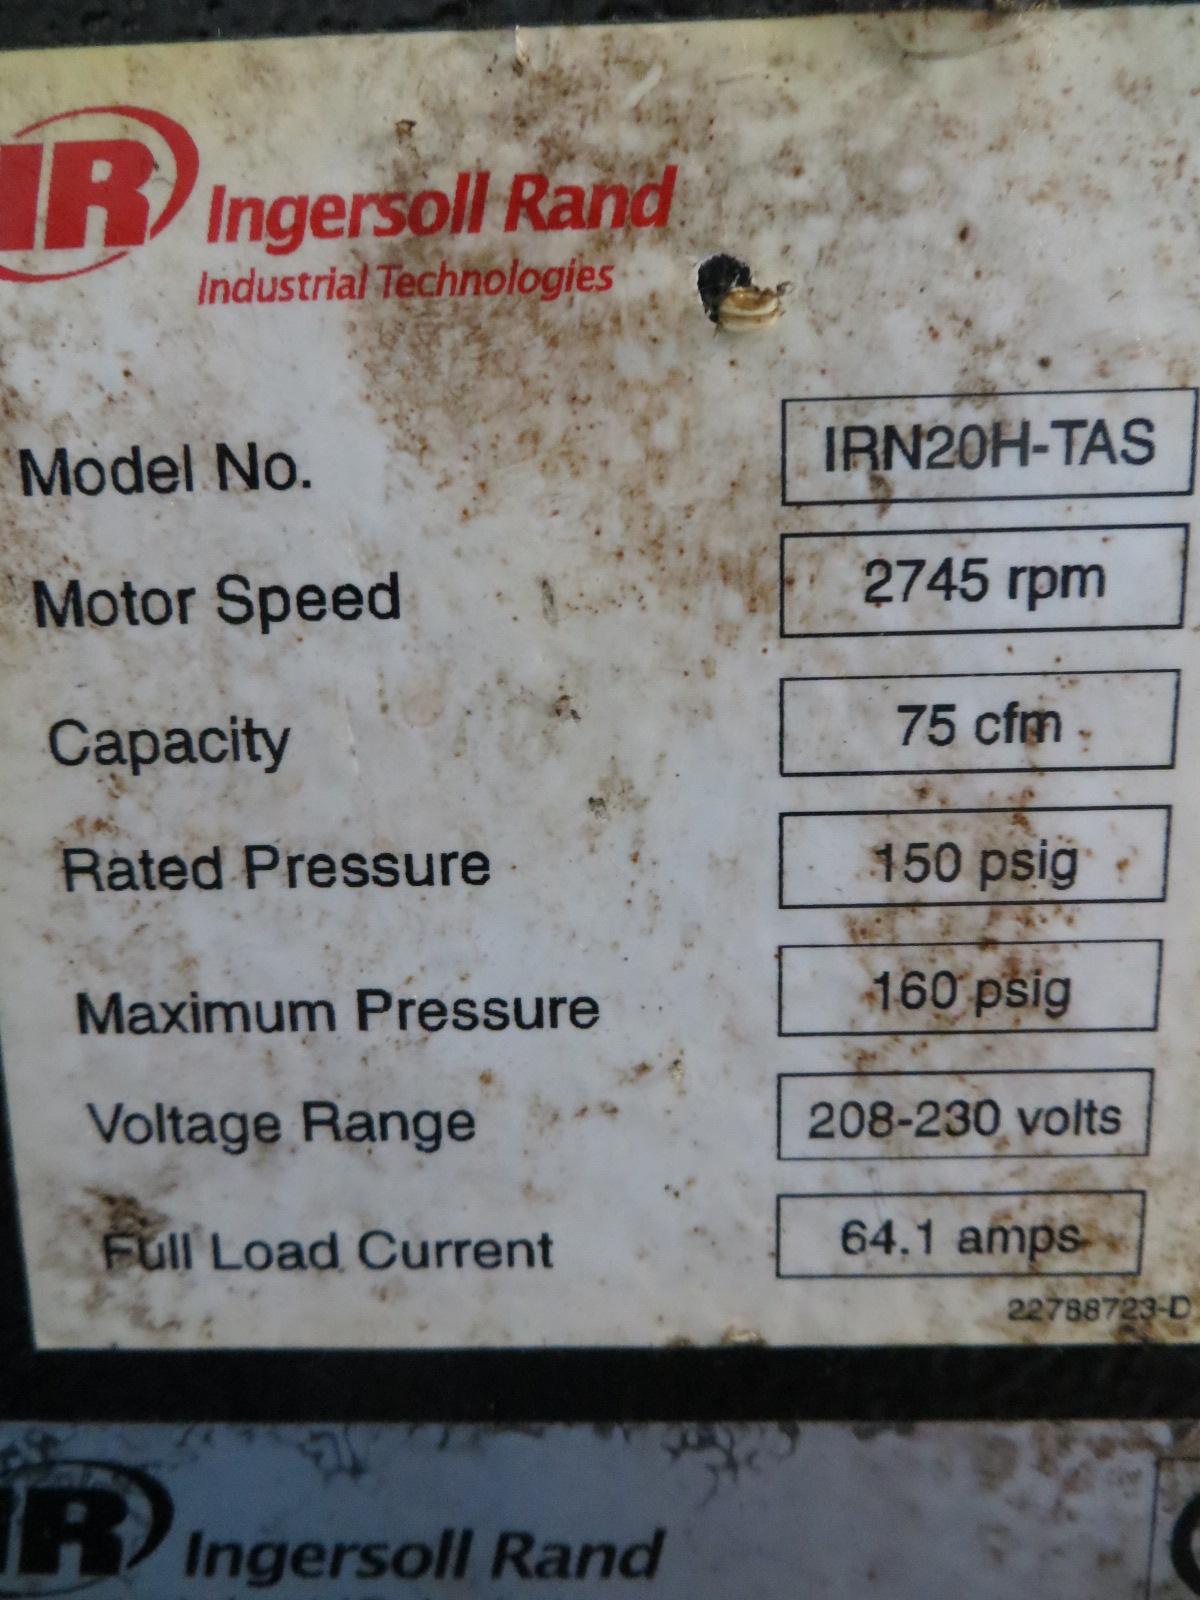 IR Ingersoll Rand
Industrial Technologies
Model No. IRN20H-TAS
Motor Speed 2745 rpm
Capacity 75 cfm
Rated Pressure 150 psig
Maximum Pressure 160 psig
Voltage Range 208-230 volts
Full Load Current 64.1 amps
22788723-D
IR Ingersoll Rand